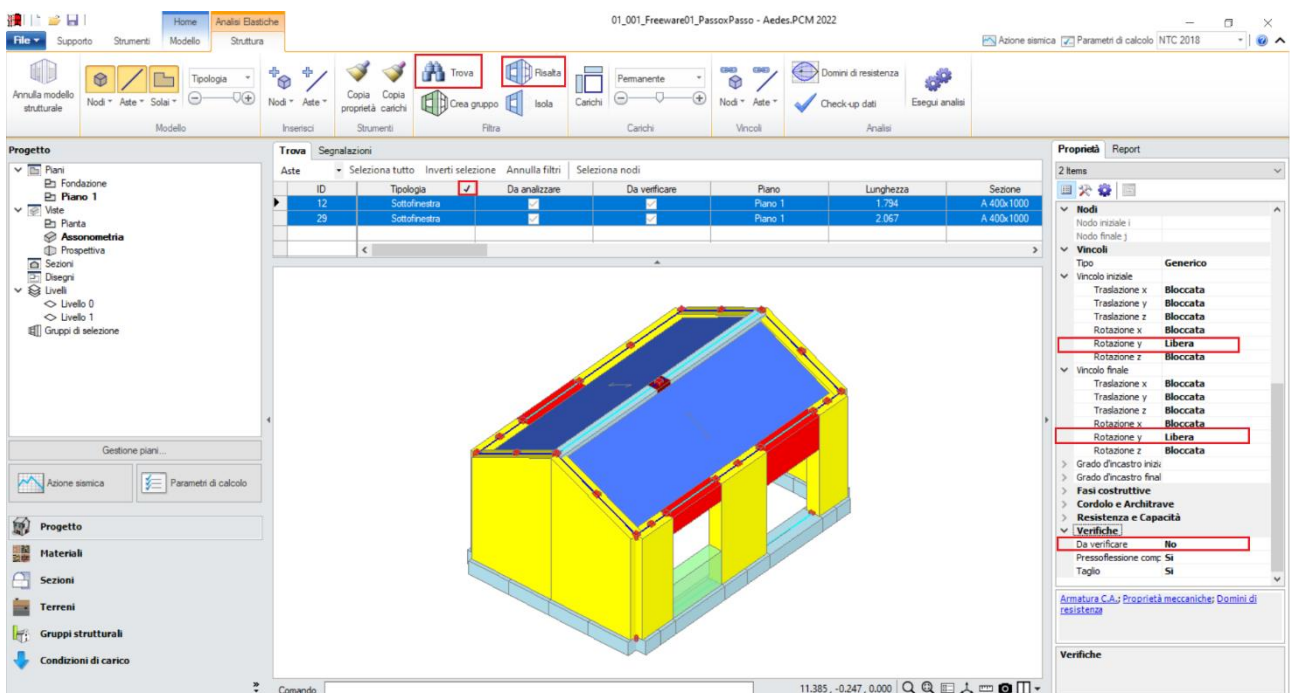 Home Analisi Elastiche
01_001_Freeware01_PassoxPasso - Aedes.PCM 2022
File Supporto Strumenti Modello Struttura
Azione sismica Parametri di calcolo NTC 2018
Annulla modello strutturale
Nodi Aste Solai
Tipologia
Modello
Nodi Aste
Inserisci
Copia proprietà Copia carichi
Strumenti
Trova Risalta
Crea gruppo Isola
Filtra
Carichi
Permanente
Carichi
Nodi Aste
Vincoli
Domini di resistenza
Check-up dati
Esegui analisi
Analisi
Progetto
Piani
Fondazione
Piano 1
Viste
Pianta
Assonometria
Prospettiva
Sezioni
Disegni
Livelli
Livello 0
Livello 1
Gruppi di selezione
Gestione piani...
Azione sismica Parametri di calcolo
Progetto
Materiali
Sezioni
Terreni
Gruppi strutturali
Condizioni di carico
Trova Segnalazioni
Aste Seleziona tutto Inverti selezione Annulla filtri Seleziona nodi
ID Tipologia Da analizzare Da verificare Piano Lunghezza Sezione
12 Sottofinestra Piano 1 1.794 A 400x1000
29 Sottofinestra Piano 1 2.067 A 400x1000
Comando
11.385 , -0.247 , 0.000
Proprietà Report
2 Items
Nodi
Nodo iniziale i
Nodo finale j
Vincoli
Tipo Generico
Vincolo iniziale
Traslazione x Bloccata
Traslazione y Bloccata
Traslazione z Bloccata
Rotazione x Bloccata
Rotazione y Libera
Rotazione z Bloccata
Vincolo finale
Traslazione x Bloccata
Traslazione y Bloccata
Traslazione z Bloccata
Rotazione x Bloccata
Rotazione y Libera
Rotazione z Bloccata
Grado d'incastro inizia
Grado d'incastro final
Fasi costruttive
Cordolo e Architrave
Resistenza e Capacità
Verifiche
Da verificare No
Pressoflessione comp Sì
Taglio Sì
Armatura C.A.; Proprietà meccaniche; Domini di
resistenza
Verifiche